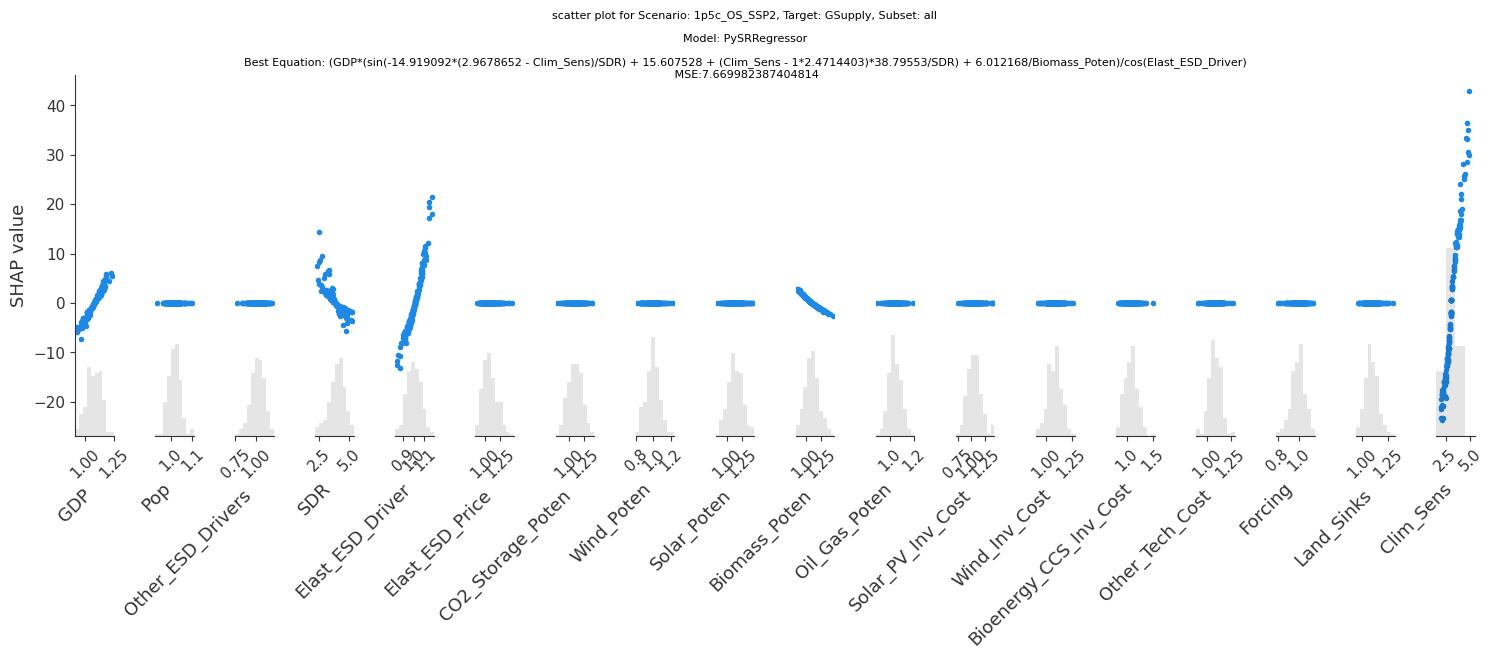 scatter plot for Scenario: 1p5c_OS_SSP2, Target: GSupply, Subset: all
Model: PySRRegressor
Best Equation: (GDP*(sin(-14.919092*(2.9678652 - Clim_Sens)/SDR) + 15.607528 + (Clim_Sens - 1*2.4714403)*38.79553/SDR) + 6.012168/Biomass_Poten)/cos(Elast_ESD_Driver)
MSE:7.669982387404814
SHAP value
40
30
20
10
0
−10
−20
1.00 1.25
GDP
1.0 1.1
Pop
0.75 1.00
Other_ESD_Drivers
2.5 5.0
SDR
0.9 1.0 1.1
Elast_ESD_Driver
1.00 1.25
Elast_ESD_Price
1.00 1.25
CO2_Storage_Poten
0.8 1.0 1.2
Wind_Poten
1.00 1.25
Solar_Poten
1.00 1.25
Biomass_Poten
1.0 1.2
Oil_Gas_Poten
0.75 1.00 1.25
Solar_PV_Inv_Cost
1.00 1.25
Wind_Inv_Cost
1.0 1.5
Bioenergy_CCS_Inv_Cost
1.00 1.25
Other_Tech_Cost
0.8 1.0
Forcing
1.00 1.25
Land_Sinks
2.5 5.0
Clim_Sens